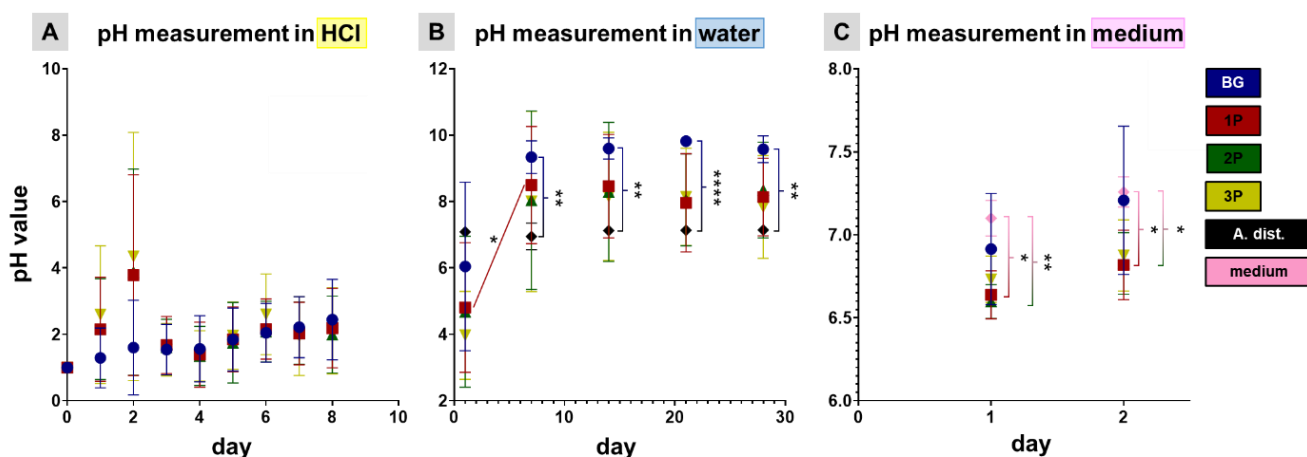 A pH measurement in HCl
B pH measurement in water
C pH measurement in medium
pH value
10
8
6
4
2
0
0 2 4 6 8 10
day
12
10
8
6
4
2
0 10 20 30
day
*
**
**
****
**
8.0
7.5
7.0
6.5
6.0
0 1 2
day
*
**
*
*
BG
1P
2P
3P
A. dist.
medium